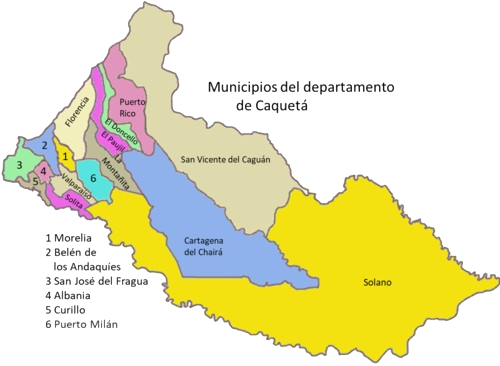 Municipios del departamento
de Caquetá
Florencia
Puerto
Rico
El Doncello
El Paujil
La
Montañita
San Vicente del Caguán
2
1
3
4
5
6
Valparaíso
Solita
Cartagena
del Chairá
Solano
1 Morelia
2 Belén de
los Andaquíes
3 San José del Fragua
4 Albania
5 Curillo
6 Puerto Milán